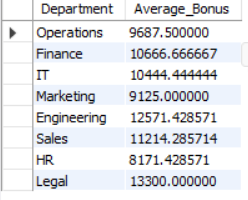 Department Average_Bonus
Operations 9687.500000
Finance 10666.666667
IT 10444.444444
Marketing 9125.000000
Engineering 12571.428571
Sales 11214.285714
HR 8171.428571
Legal 13300.000000